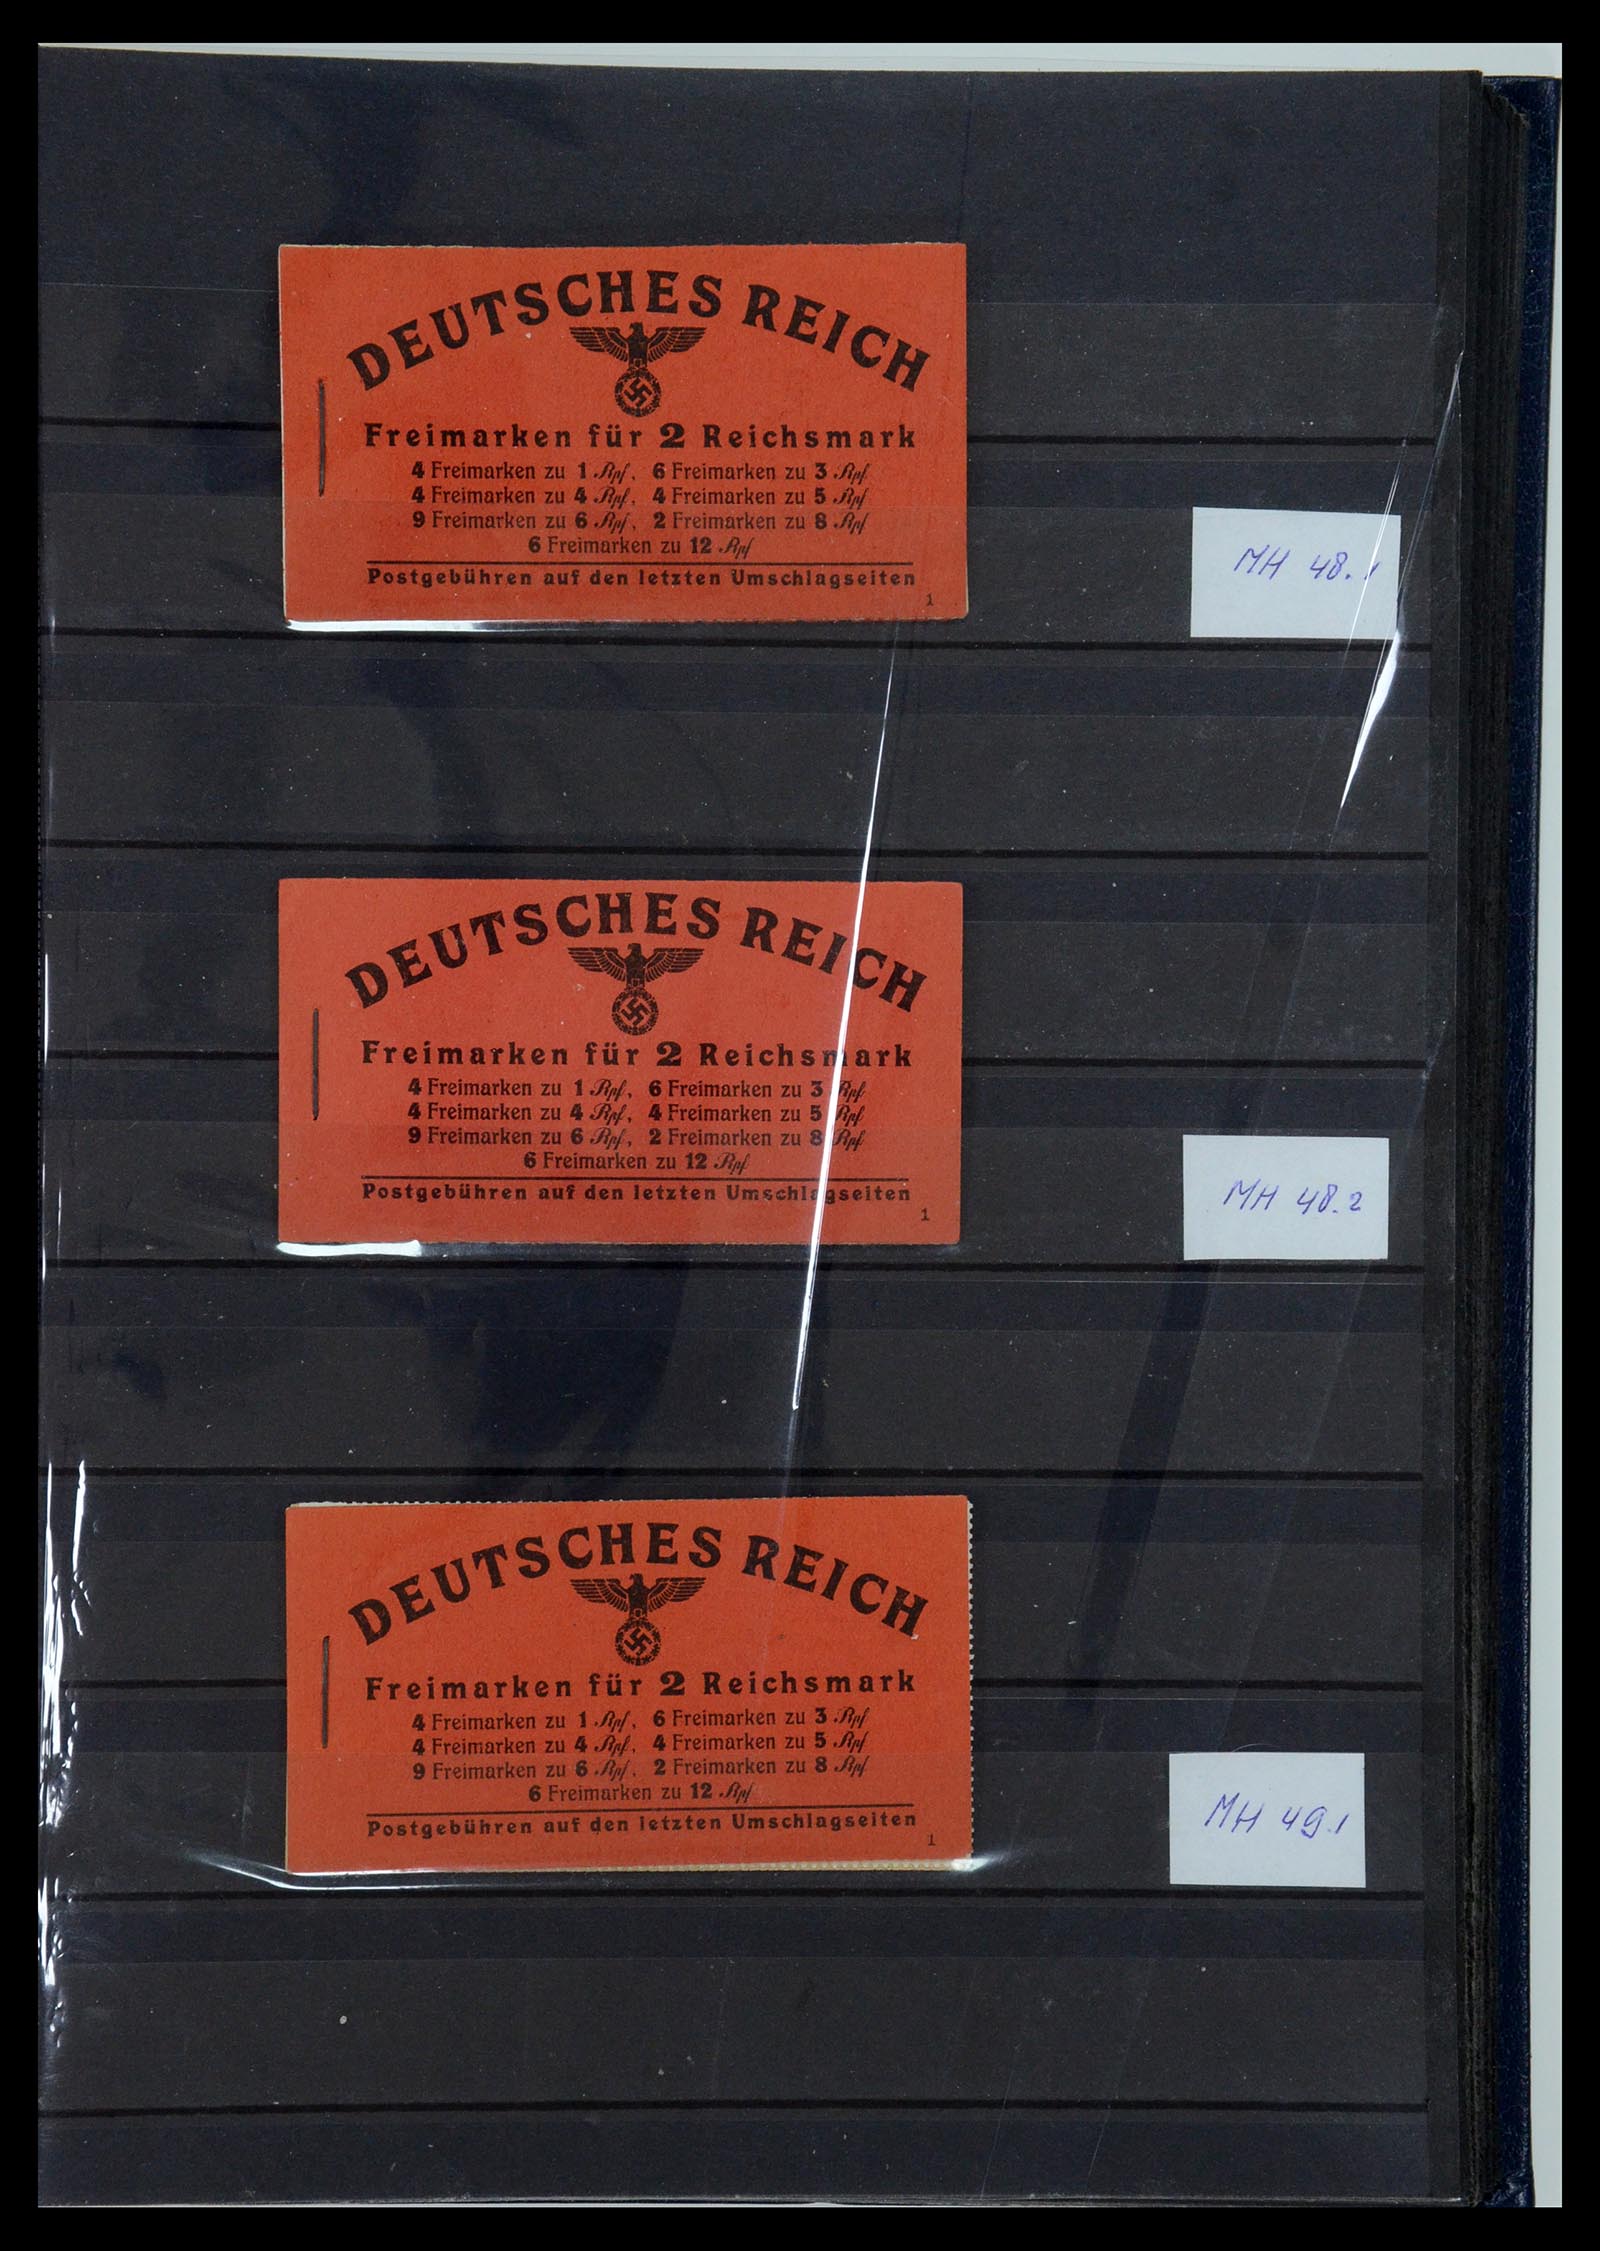 DEUTSCHES REICH
Freimarken für 2 Reichsmark
4 Freimarken zu 1 Rpf, 6 Freimarken zu 3 Rpf
4 Freimarken zu 4 Rpf, 4 Freimarken zu 5 Rpf
9 Freimarken zu 6 Rpf, 2 Freimarken zu 8 Rpf
6 Freimarken zu 12 Rpf
Postgebühren auf den letzten Umschlagseiten
1
MH 48.1
DEUTSCHES REICH
Freimarken für 2 Reichsmark
4 Freimarken zu 1 Rpf, 6 Freimarken zu 3 Rpf
4 Freimarken zu 4 Rpf, 4 Freimarken zu 5 Rpf
9 Freimarken zu 6 Rpf, 2 Freimarken zu 8 Rpf
6 Freimarken zu 12 Rpf
Postgebühren auf den letzten Umschlagseiten
1
MH 48.2
DEUTSCHES REICH
Freimarken für 2 Reichsmark
4 Freimarken zu 1 Rpf, 6 Freimarken zu 3 Rpf
4 Freimarken zu 4 Rpf, 4 Freimarken zu 5 Rpf
9 Freimarken zu 6 Rpf, 2 Freimarken zu 8 Rpf
6 Freimarken zu 12 Rpf
Postgebühren auf den letzten Umschlagseiten
1
MH 49.1